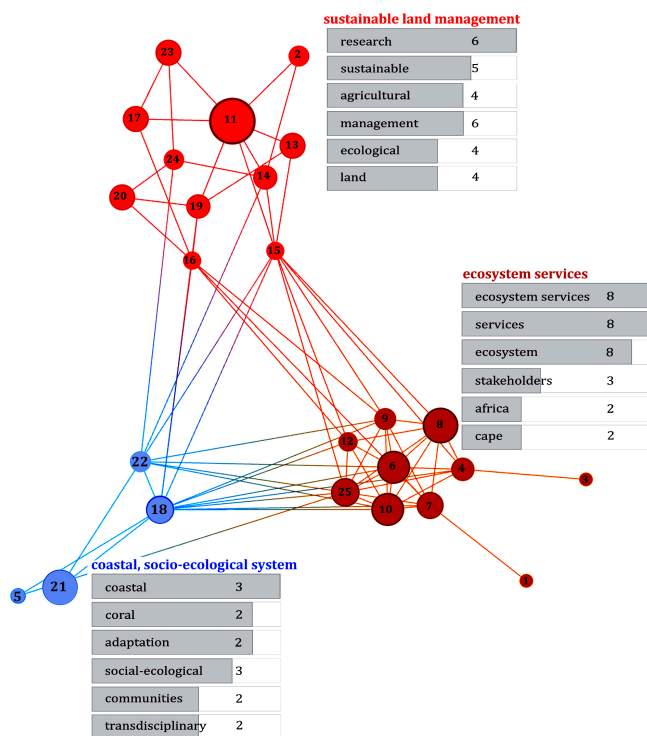 sustainable land management
research 6
sustainable 5
agricultural 4
management 6
ecological 4
land 4
23
2
11
17
13
24
14
20
19
16
15
ecosystem services
ecosystem services 8
services 8
ecosystem 8
stakeholders 3
africa 2
cape 2
9
8
12
22
6
4
3
25
18
10
7
1
21
5
coastal, socio-ecological system
coastal 3
coral 2
adaptation 2
social-ecological 3
communities 2
transdisciplinary 2